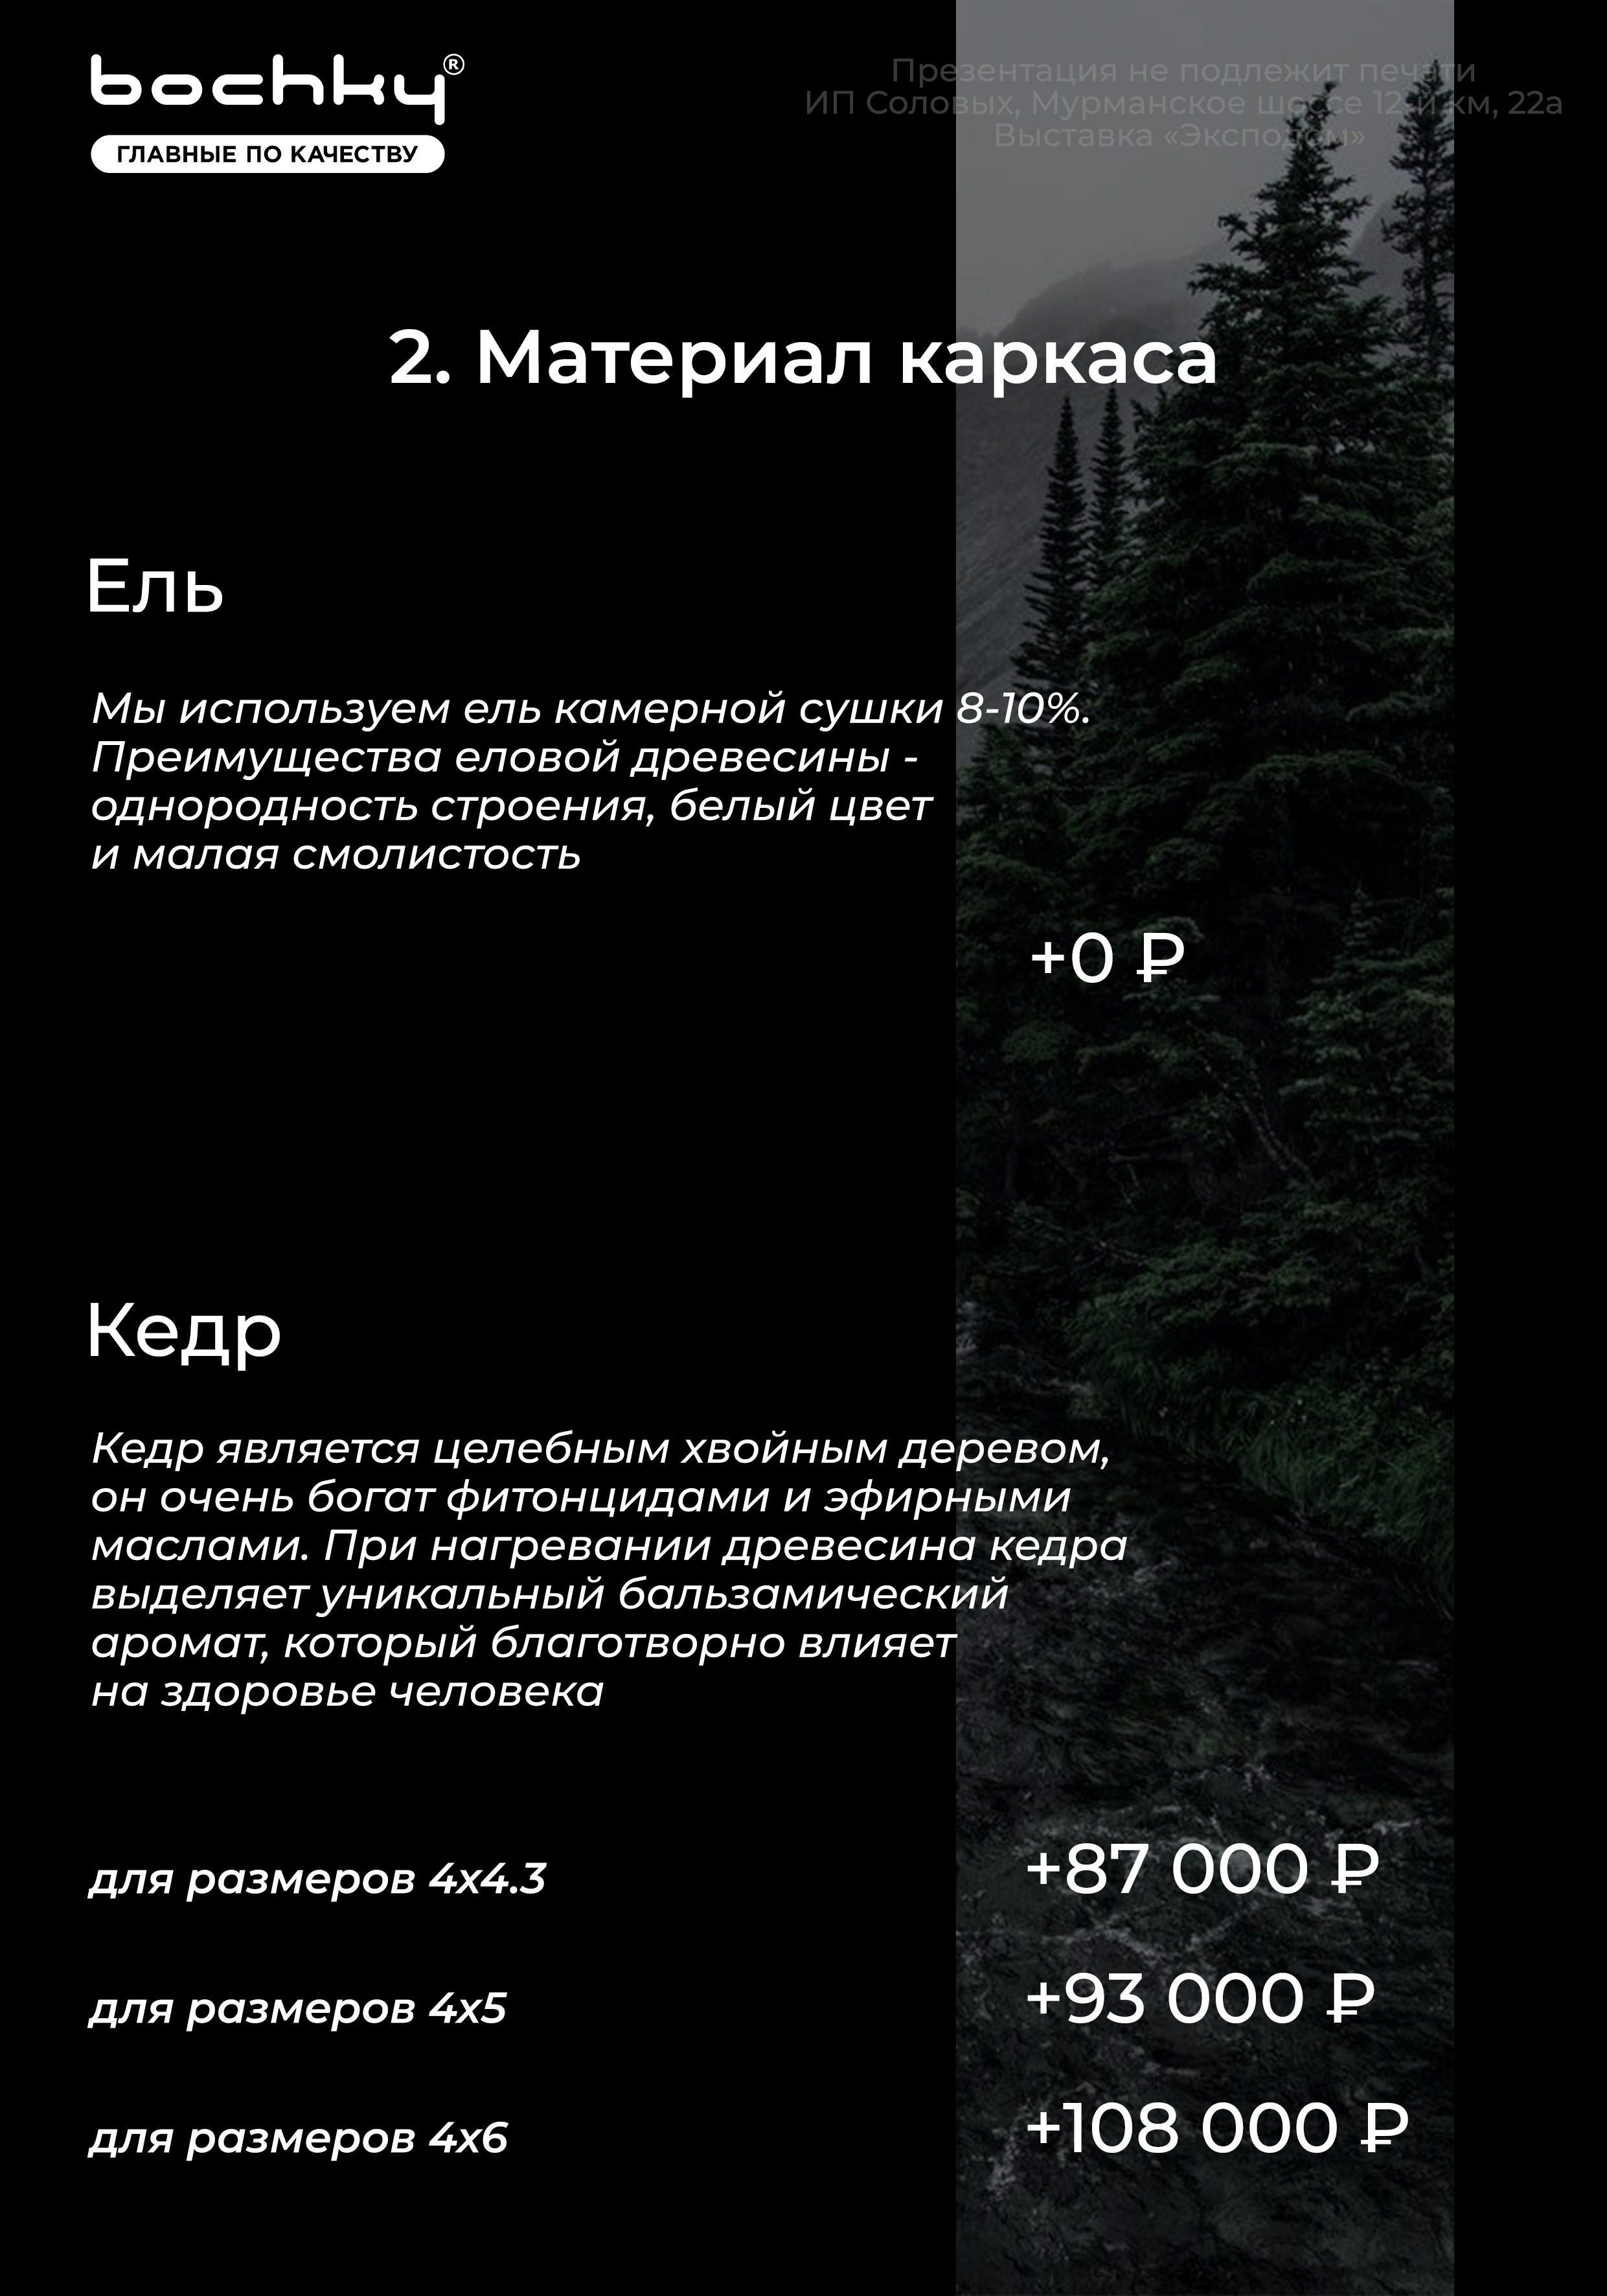 bochky®
ГЛАВНЫЕ ПО КАЧЕСТВУ
Презентация не подлежит печати
ИП Соловых, Мурманское шоссе 12-й км, 22а
Выставка «Эксподом»
2. Материал каркаса
Ель
Мы используем ель камерной сушки 8-10%.
Преимущества еловой древесины -
однородность строения, белый цвет
и малая смолистость
+0 ₽
Кедр
Кедр является целебным хвойным деревом,
он очень богат фитонцидами и эфирными
маслами. При нагревании древесина кедра
выделяет уникальный бальзамический
аромат, который благотворно влияет
на здоровье человека
для размеров 4х4.3 +87 000 ₽
для размеров 4х5 +93 000 ₽
для размеров 4х6 +108 000 ₽